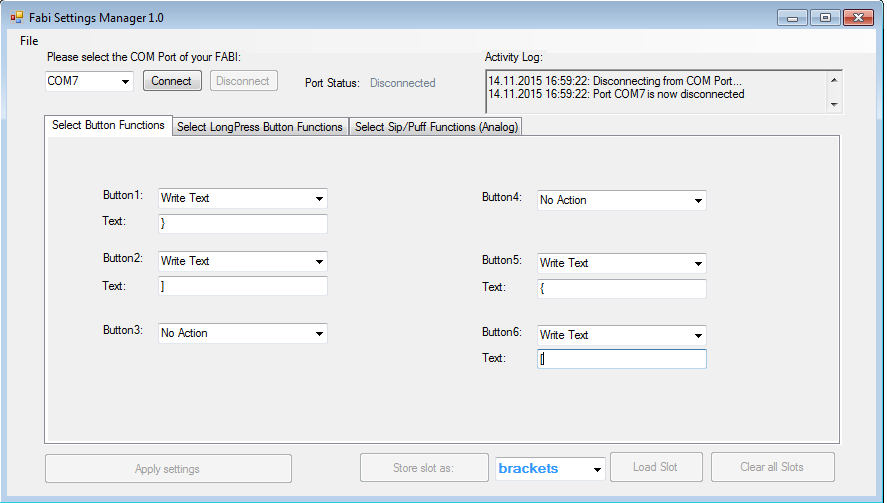 Fabi Settings Manager 1.0
File
Please select the COM Port of your FABI:
Activity Log:
COM7
Connect
Disconnect
Port Status: Disconnected
14.11.2015 16:59:22: Disconnecting from COM Port...
14.11.2015 16:59:22: Port COM7 is now disconnected
Select Button Functions
Select LongPress Button Functions
Select Sip/Puff Functions (Analog)
Button1: Write Text
Text: }
Button2: Write Text
Text: ]
Button3: No Action
Button4: No Action
Button5: Write Text
Text: {
Button6: Write Text
Text: [
Apply settings
Store slot as:
brackets
Load Slot
Clear all Slots